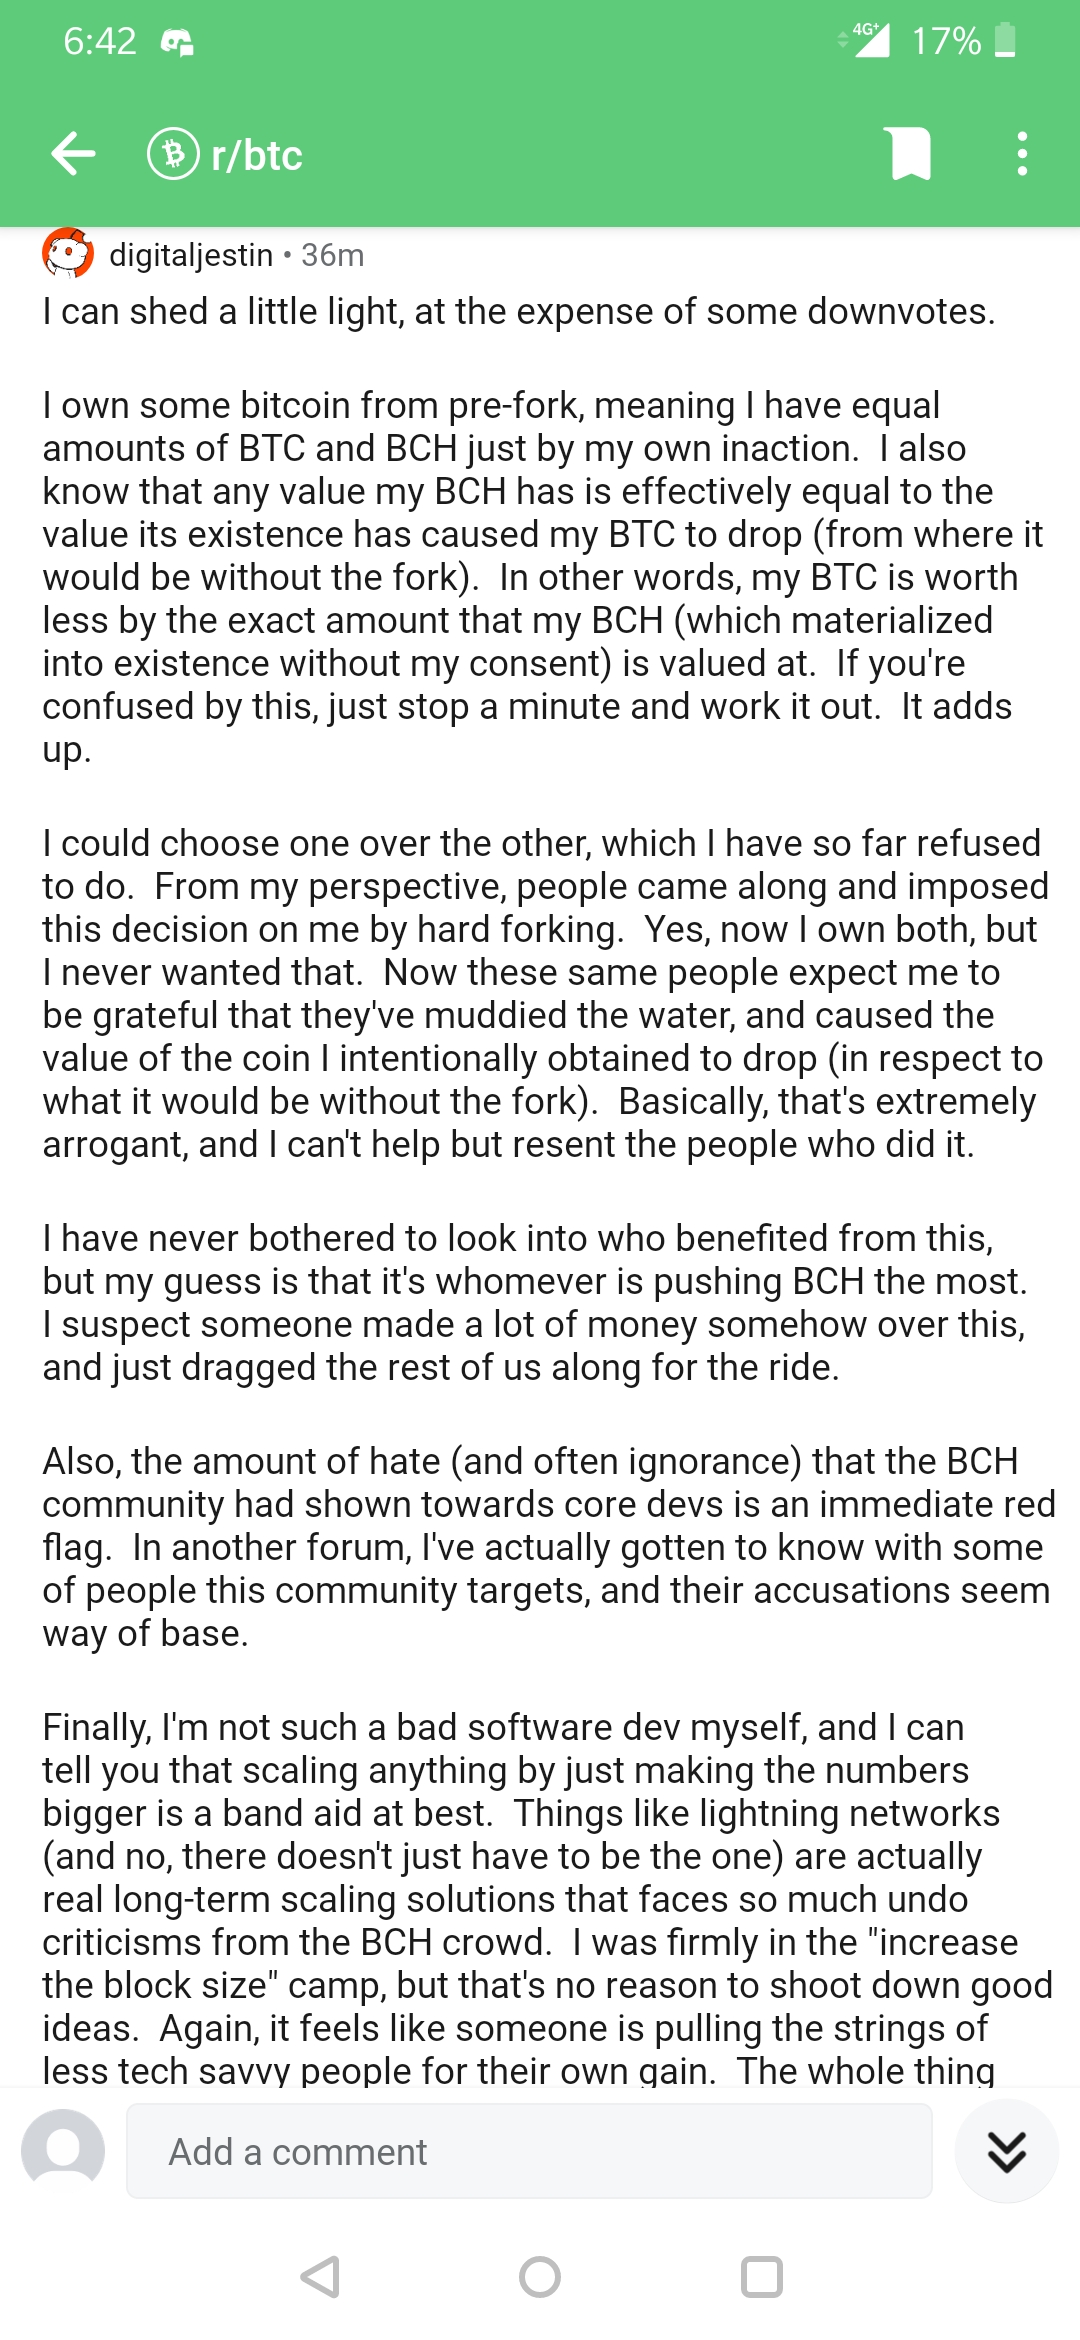 6:42
4G+ 17%
r/btc
digitaljestin • 36m
I can shed a little light, at the expense of some downvotes.
I own some bitcoin from pre-fork, meaning I have equal
amounts of BTC and BCH just by my own inaction.  I also
know that any value my BCH has is effectively equal to the
value its existence has caused my BTC to drop (from where it
would be without the fork).  In other words, my BTC is worth
less by the exact amount that my BCH (which materialized
into existence without my consent) is valued at.  If you're
confused by this, just stop a minute and work it out.  It adds
up.
I could choose one over the other, which I have so far refused
to do.  From my perspective, people came along and imposed
this decision on me by hard forking.  Yes, now I own both, but
I never wanted that.  Now these same people expect me to
be grateful that they've muddied the water, and caused the
value of the coin I intentionally obtained to drop (in respect to
what it would be without the fork).  Basically, that's extremely
arrogant, and I can't help but resent the people who did it.
I have never bothered to look into who benefited from this,
but my guess is that it's whomever is pushing BCH the most.
I suspect someone made a lot of money somehow over this,
and just dragged the rest of us along for the ride.
Also, the amount of hate (and often ignorance) that the BCH
community had shown towards core devs is an immediate red
flag.  In another forum, I've actually gotten to know with some
of people this community targets, and their accusations seem
way of base.
Finally, I'm not such a bad software dev myself, and I can
tell you that scaling anything by just making the numbers
bigger is a band aid at best.  Things like lightning networks
(and no, there doesn't just have to be the one) are actually
real long-term scaling solutions that faces so much undo
criticisms from the BCH crowd.  I was firmly in the "increase
the block size" camp, but that's no reason to shoot down good
ideas.  Again, it feels like someone is pulling the strings of
less tech savvy people for their own gain.  The whole thing
Add a comment